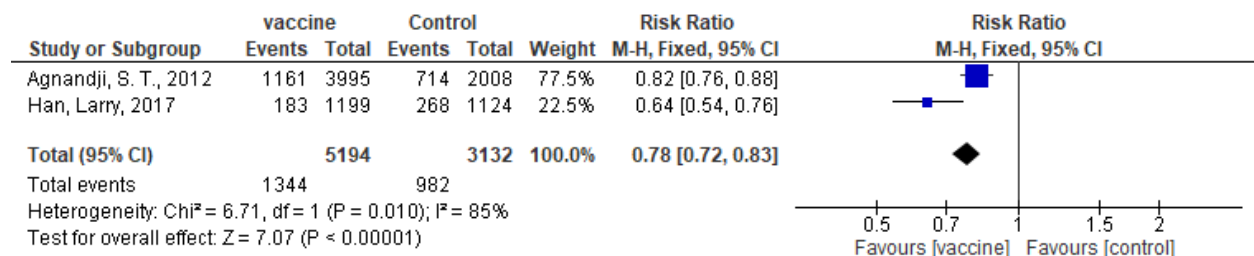 vaccine Control Risk Ratio Risk Ratio
Study or Subgroup Events Total Events Total Weight M-H, Fixed, 95% CI M-H, Fixed, 95% CI
Agnandji, S. T., 2012 1161 3995 714 2008 77.5% 0.82 [0.76, 0.88]
Han, Larry, 2017 183 1199 268 1124 22.5% 0.64 [0.54, 0.76]
Total (95% CI) 5194 3132 100.0% 0.78 [0.72, 0.83]
Total events 1344 982
Heterogeneity: Chi² = 6.71, df = 1 (P = 0.010); I² = 85%
Test for overall effect: Z = 7.07 (P < 0.00001)
0.5 0.7 1 1.5 2
Favours [vaccine] Favours [control]